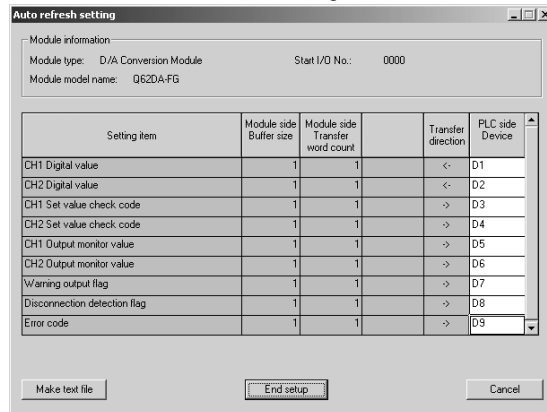 Auto refresh setting
Module information
Module type: D/A Conversion Module Start I/O No.: 0000
Module model name: Q62DA-FG
Setting item Module side Buffer size Module side Transfer word count Transfer direction PLC side Device
CH1 Digital value 1 1 <- D1
CH2 Digital value 1 1 <- D2
CH1 Set value check code 1 1 -> D3
CH2 Set value check code 1 1 -> D4
CH1 Output monitor value 1 1 -> D5
CH2 Output monitor value 1 1 -> D6
Warning output flag 1 1 -> D7
Disconnection detection flag 1 1 -> D8
Error code 1 1 -> D9
Make text file End setup Cancel